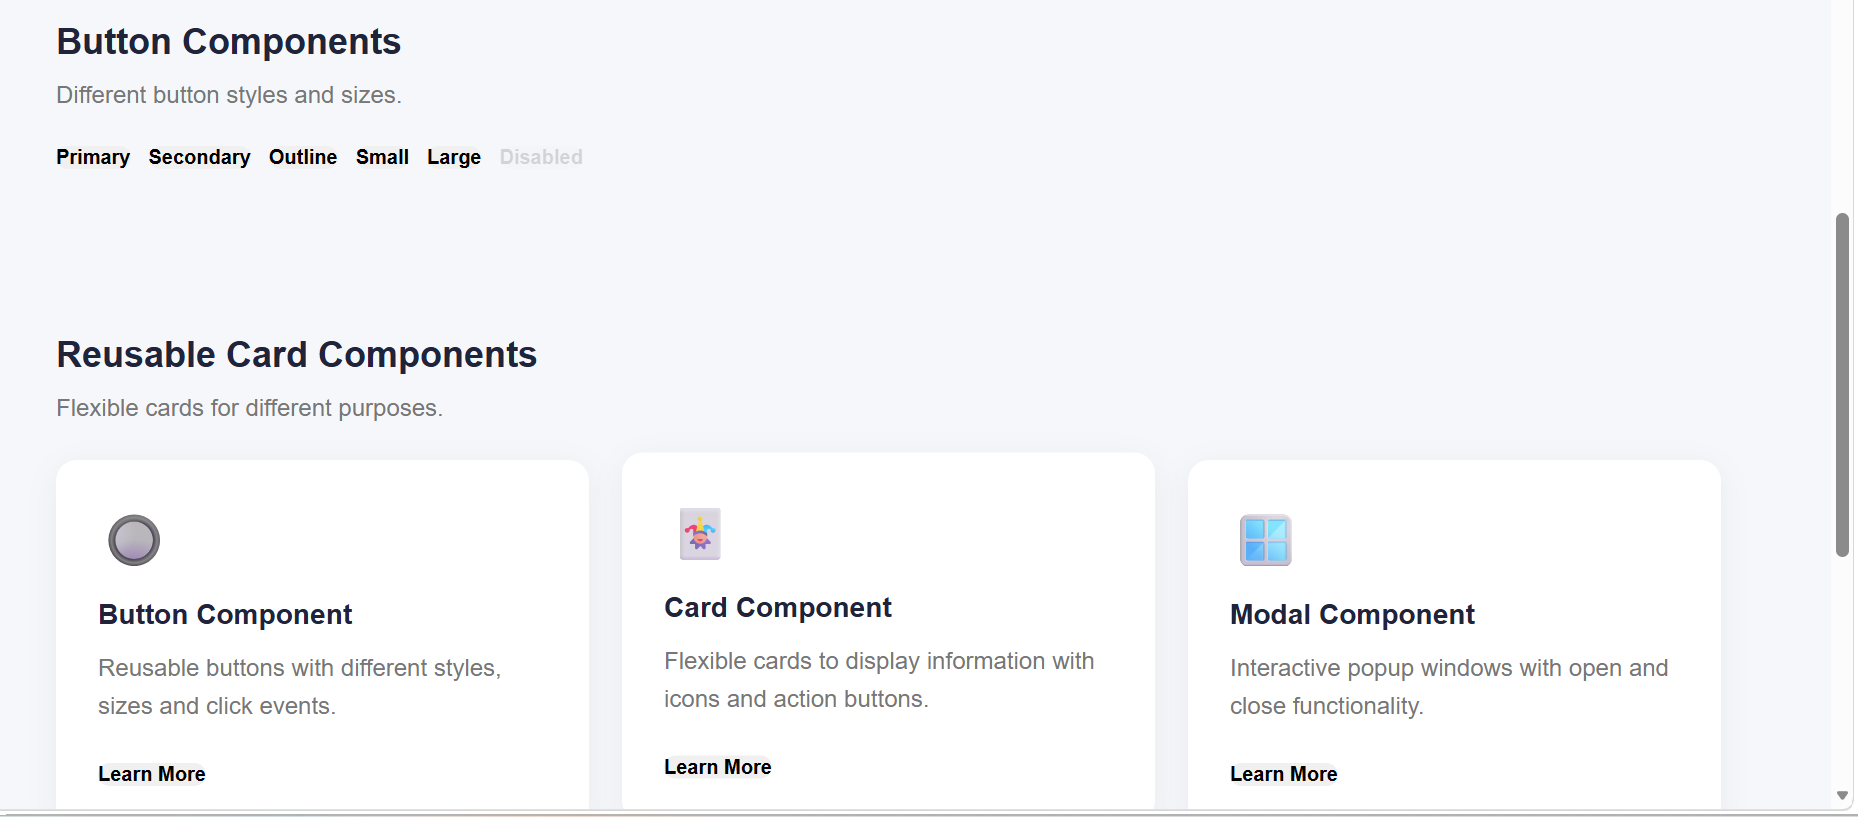 Button Components
Different button styles and sizes.
Primary Secondary Outline Small Large Disabled
Reusable Card Components
Flexible cards for different purposes.
Button Component
Reusable buttons with different styles,
sizes and click events.
Learn More
Card Component
Flexible cards to display information with
icons and action buttons.
Learn More
Modal Component
Interactive popup windows with open and
close functionality.
Learn More